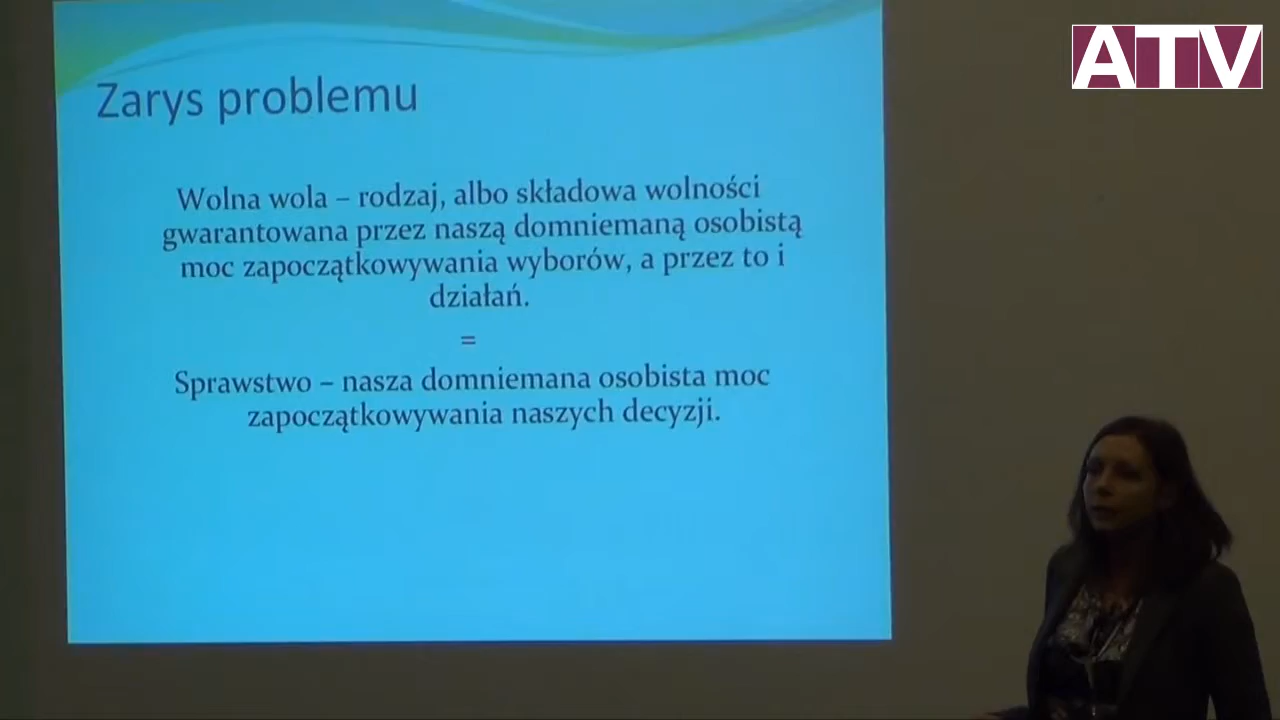 ATV
Zarys problemu
Wolna wola – rodzaj, albo składowa wolności
gwarantowana przez naszą domniemaną osobistą
moc zapoczątkowywania wyborów, a przez to i
działań.
=
Sprawstwo – nasza domniemana osobista moc
zapoczątkowywania naszych decyzji.